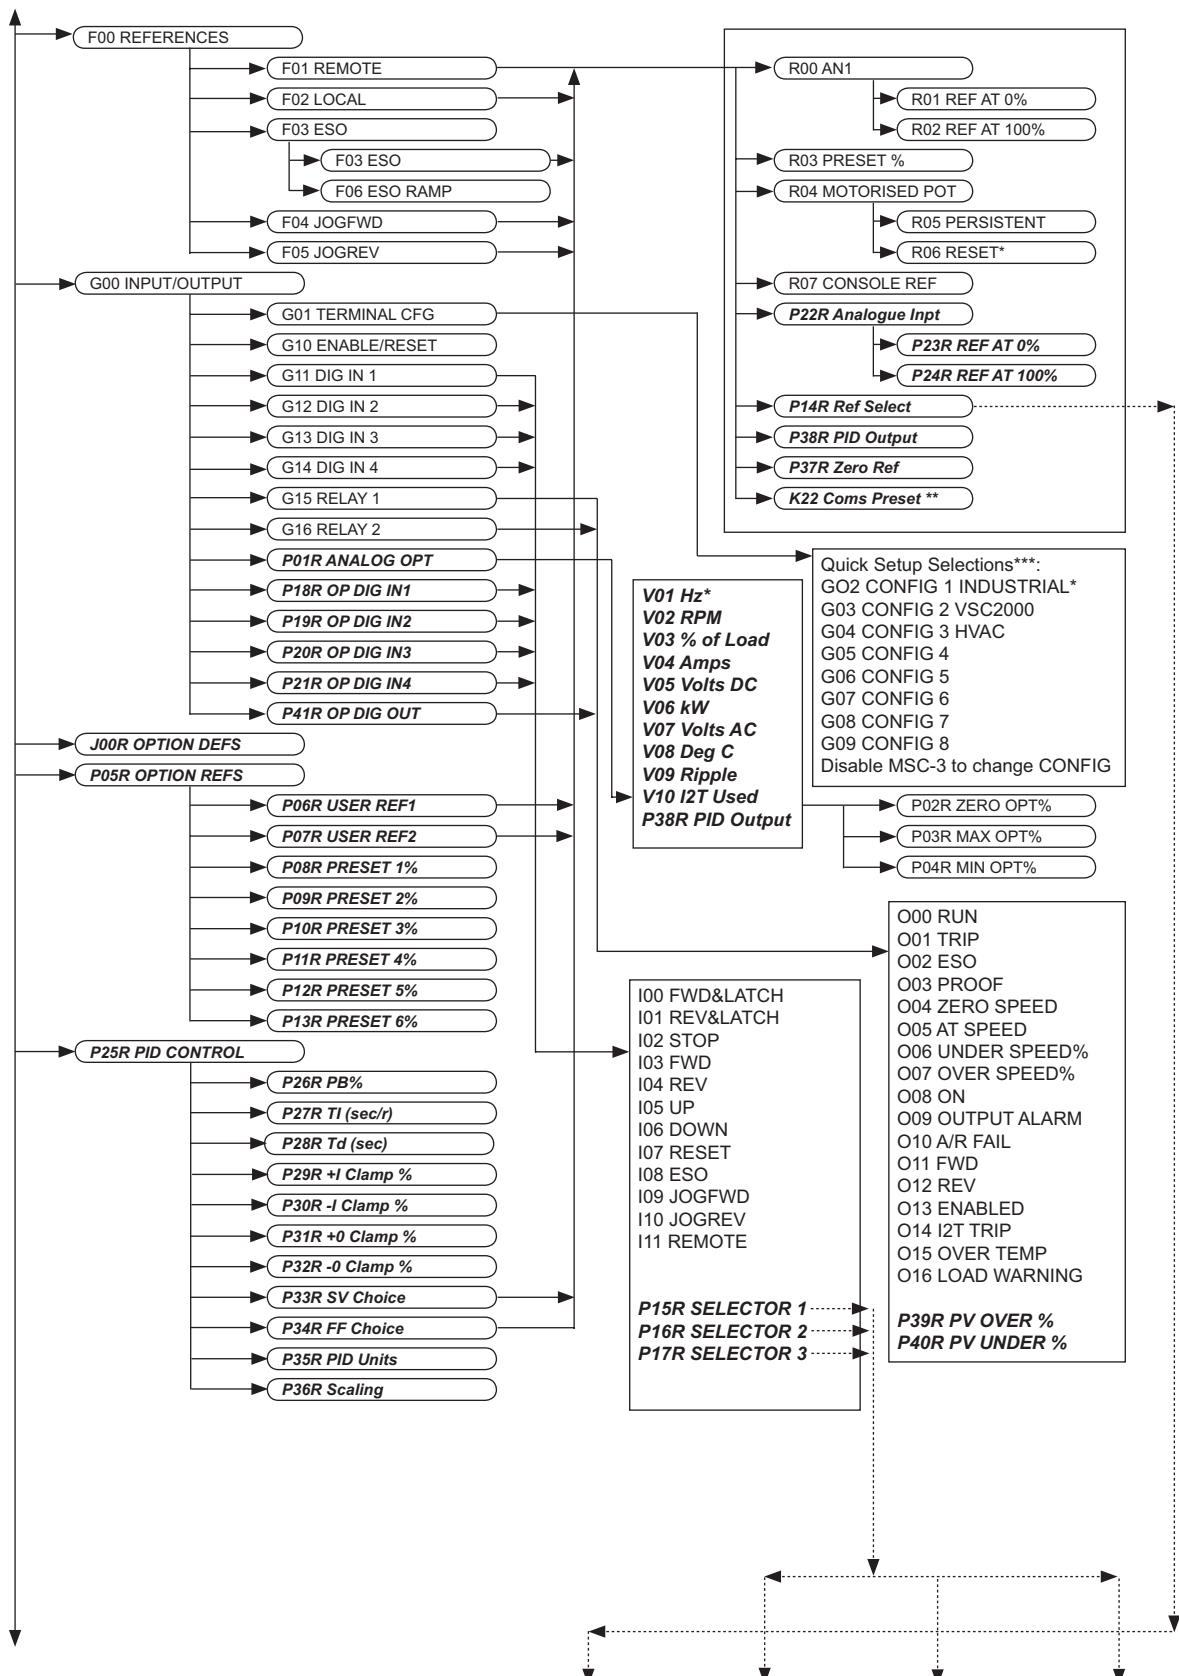 F00 REFERENCES
F01 REMOTE
F02 LOCAL
F03 ESO
F03 ESO
F06 ESO RAMP
F04 JOGFWD
F05 JOGREV
G00 INPUT/OUTPUT
G01 TERMINAL CFG
G10 ENABLE/RESET
G11 DIG IN 1
G12 DIG IN 2
G13 DIG IN 3
G14 DIG IN 4
G15 RELAY 1
G16 RELAY 2
P01R ANALOG OPT
P18R OP DIG IN1
P19R OP DIG IN2
P20R OP DIG IN3
P21R OP DIG IN4
P41R OP DIG OUT
J00R OPTION DEFS
P05R OPTION REFS
P06R USER REF1
P07R USER REF2
P08R PRESET 1%
P09R PRESET 2%
P10R PRESET 3%
P11R PRESET 4%
P12R PRESET 5%
P13R PRESET 6%
P25R PID CONTROL
P26R PB%
P27R TI (sec/r)
P28R Td (sec)
P29R +I Clamp %
P30R -I Clamp %
P31R +0 Clamp %
P32R -0 Clamp %
P33R SV Choice
P34R FF Choice
P35R PID Units
P36R Scaling
R00 AN1
R01 REF AT 0%
R02 REF AT 100%
R03 PRESET %
R04 MOTORISED POT
R05 PERSISTENT
R06 RESET*
R07 CONSOLE REF
P22R Analogue Inpt
P23R REF AT 0%
P24R REF AT 100%
P14R Ref Select
P38R PID Output
P37R Zero Ref
K22 Coms Preset **
Quick Setup Selections***:
GO2 CONFIG 1 INDUSTRIAL*
G03 CONFIG 2 VSC2000
G04 CONFIG 3 HVAC
G05 CONFIG 4
G06 CONFIG 5
G07 CONFIG 6
G08 CONFIG 7
G09 CONFIG 8
Disable MSC-3 to change CONFIG
V01 Hz*
V02 RPM
V03 % of Load
V04 Amps
V05 Volts DC
V06 kW
V07 Volts AC
V08 Deg C
V09 Ripple
V10 I2T Used
P38R PID Output
P02R ZERO OPT%
P03R MAX OPT%
P04R MIN OPT%
I00 FWD&LATCH
I01 REV&LATCH
I02 STOP
I03 FWD
I04 REV
I05 UP
I06 DOWN
I07 RESET
I08 ESO
I09 JOGFWD
I10 JOGREV
I11 REMOTE
P15R SELECTOR 1
P16R SELECTOR 2
P17R SELECTOR 3
O00 RUN
O01 TRIP
O02 ESO
O03 PROOF
O04 ZERO SPEED
O05 AT SPEED
O06 UNDER SPEED%
O07 OVER SPEED%
O08 ON
O09 OUTPUT ALARM
O10 A/R FAIL
O11 FWD
O12 REV
O13 ENABLED
O14 I2T TRIP
O15 OVER TEMP
O16 LOAD WARNING
P39R PV OVER %
P40R PV UNDER %